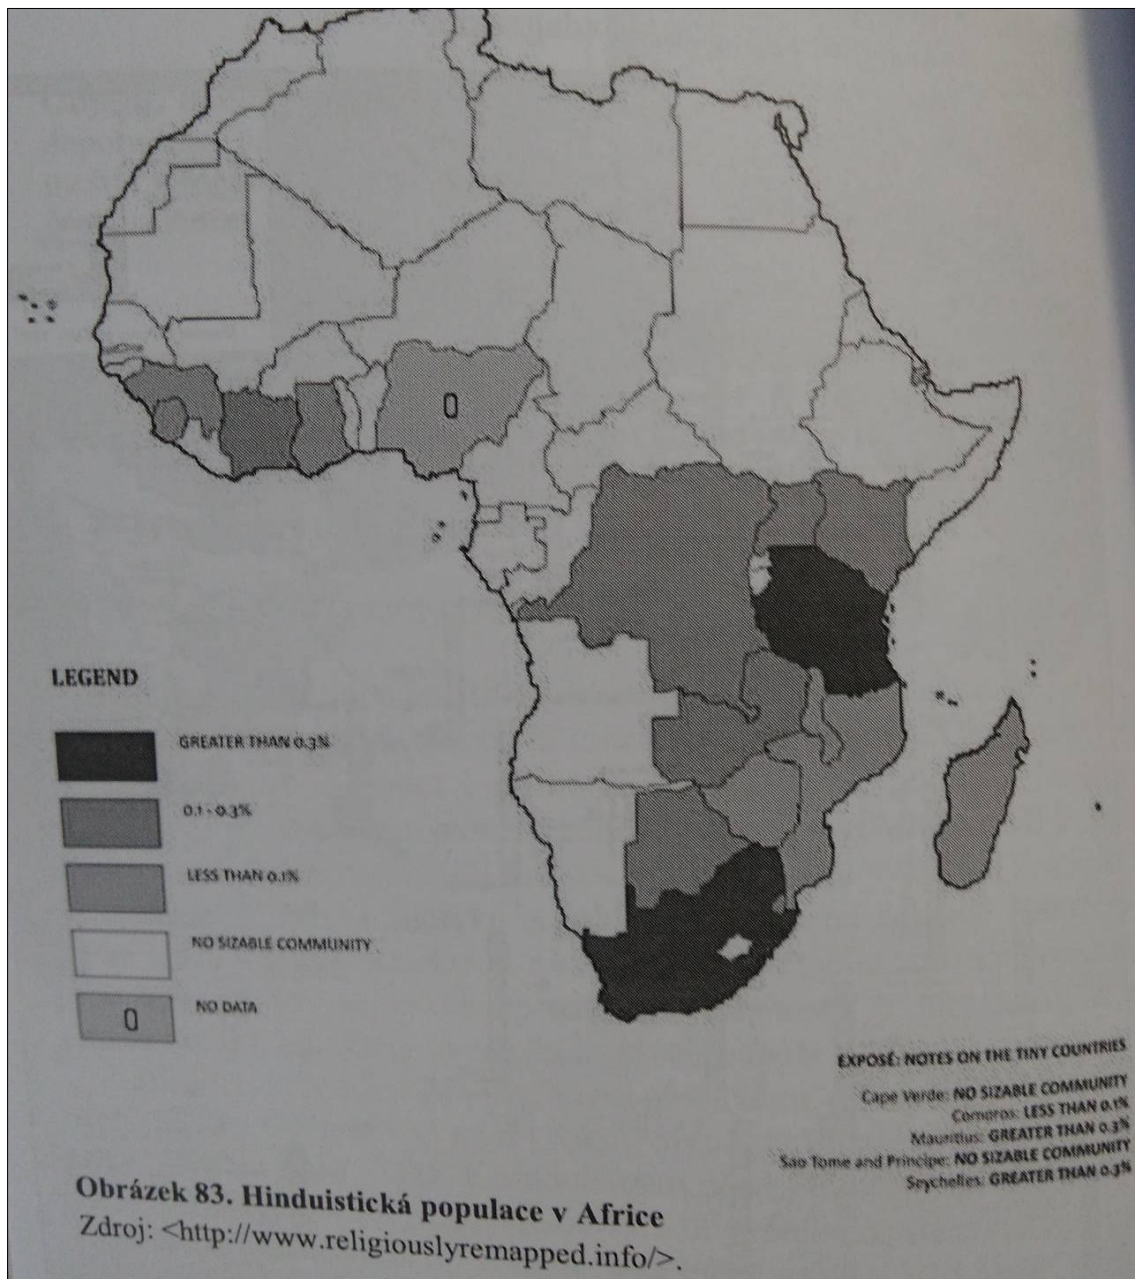 0
LEGEND
GREATER THAN 0.3%
0.1 - 0.3%
LESS THAN 0.1%
NO SIZABLE COMMUNITY
0 NO DATA
EXPOSÉ: NOTES ON THE TINY COUNTRIES
Cape Verde: NO SIZABLE COMMUNITY
Comoros: LESS THAN 0.1%
Mauritius: GREATER THAN 0.3%
Sao Tome and Principe: NO SIZABLE COMMUNITY
Seychelles: GREATER THAN 0.3%
Obrázek 83. Hinduistická populace v Africe
Zdroj: <http://www.religiouslyremapped.info/>.